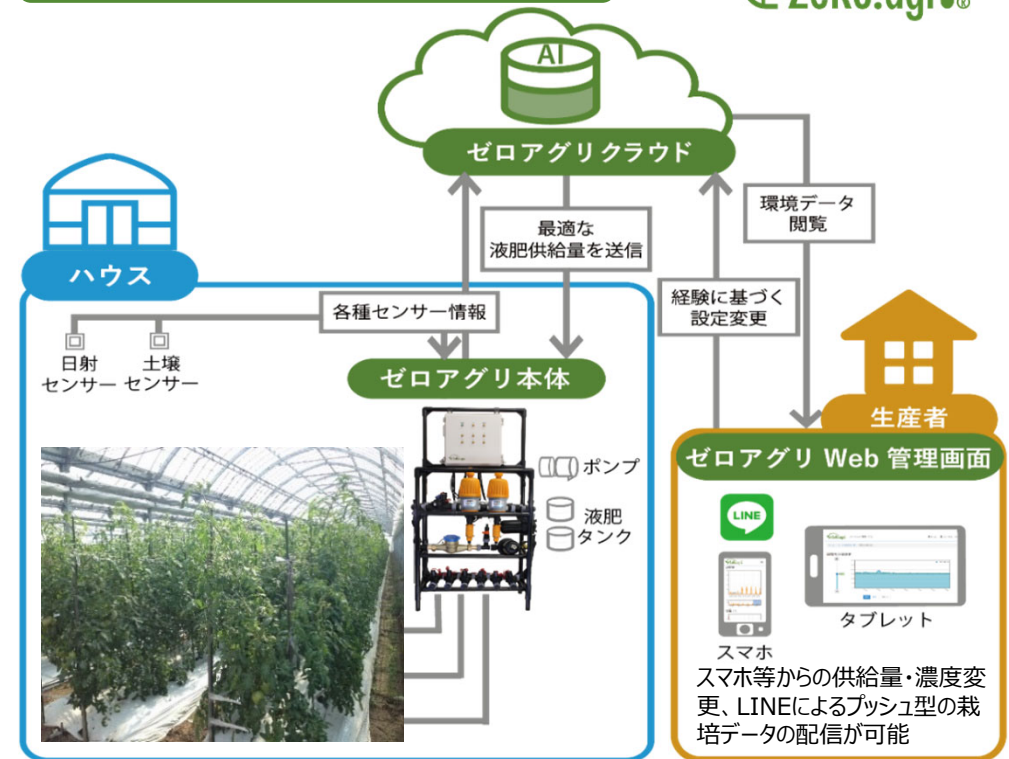 ZeRo.agri®
AI
ゼロアグリクラウド
環境データ
閲覧
最適な
液肥供給量を送信
ハウス
経験に基づく
設定変更
各種センサー情報
日射
センサー
土壌
センサー
ゼロアグリ本体
生産者
ゼロアグリ Web 管理画面
ポンプ
液肥
タンク
LINE
タブレット
スマホ
スマホ等からの供給量・濃度変
更、LINEによるプッシュ型の栽
培データの配信が可能